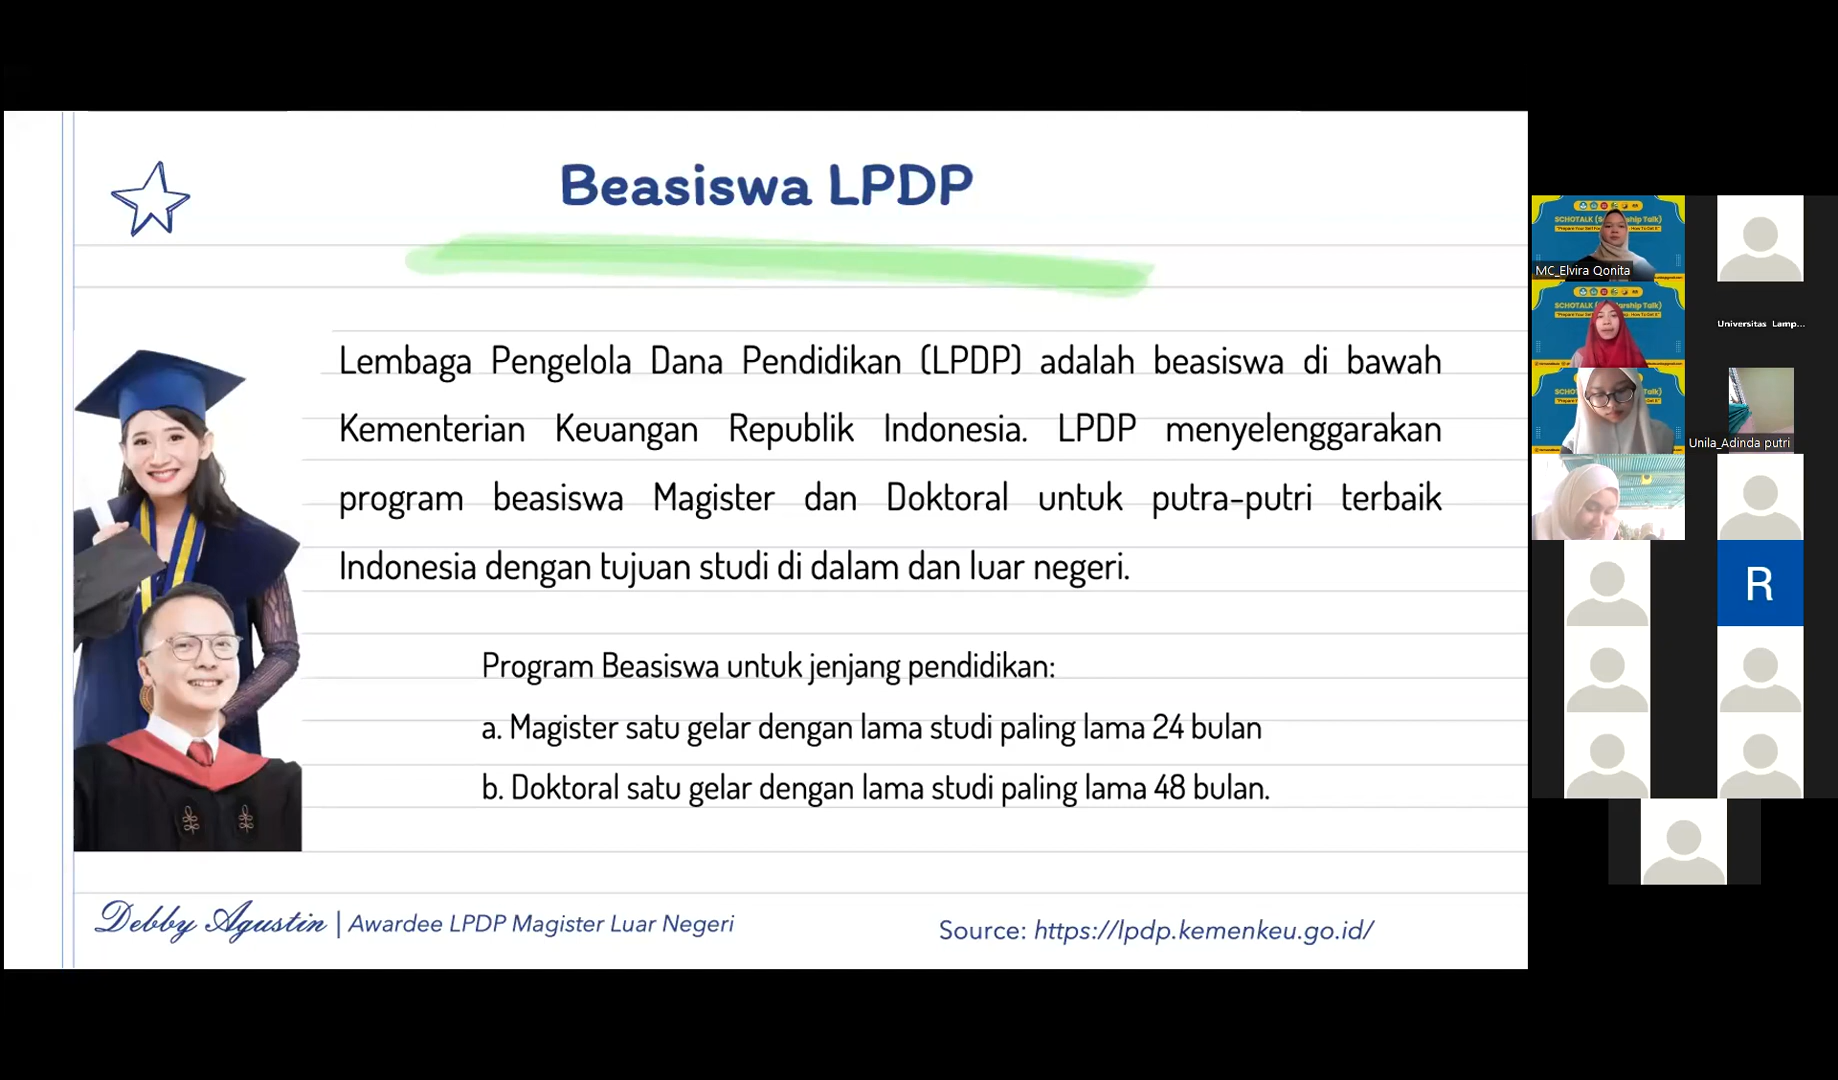 Beasiswa LPDP
Lembaga Pengelola Dana Pendidikan (LPDP) adalah beasiswa di bawah
Kementerian Keuangan Republik Indonesia. LPDP menyelenggarakan
program beasiswa Magister dan Doktoral untuk putra-putri terbaik
Indonesia dengan tujuan studi di dalam dan luar negeri.
Program Beasiswa untuk jenjang pendidikan:
a. Magister satu gelar dengan lama studi paling lama 24 bulan
b. Doktoral satu gelar dengan lama studi paling lama 48 bulan.
Debby Agustin | Awardee LPDP Magister Luar Negeri
Source: https://lpdp.kemenkeu.go.id/
MC_Elvira Qonita
Universitas Lamp...
Unila_Adinda putri
R